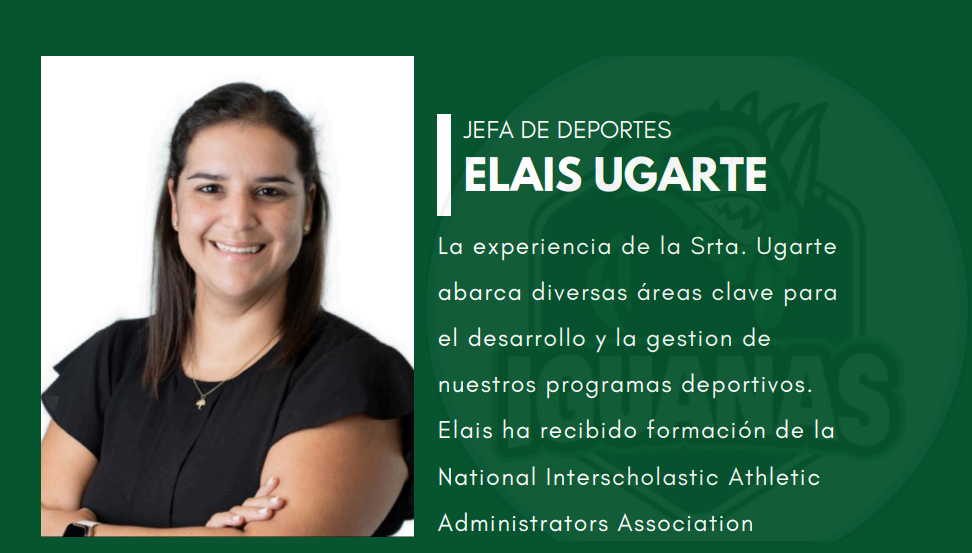 JEFA DE DEPORTES
ELAIS UGARTE
La experiencia de la Srta. Ugarte
abarca diversas áreas clave para
el desarrollo y la gestion de
nuestros programas deportivos.
Elais ha recibido formación de la
National Interscholastic Athletic
Administrators Association
IGUANAS